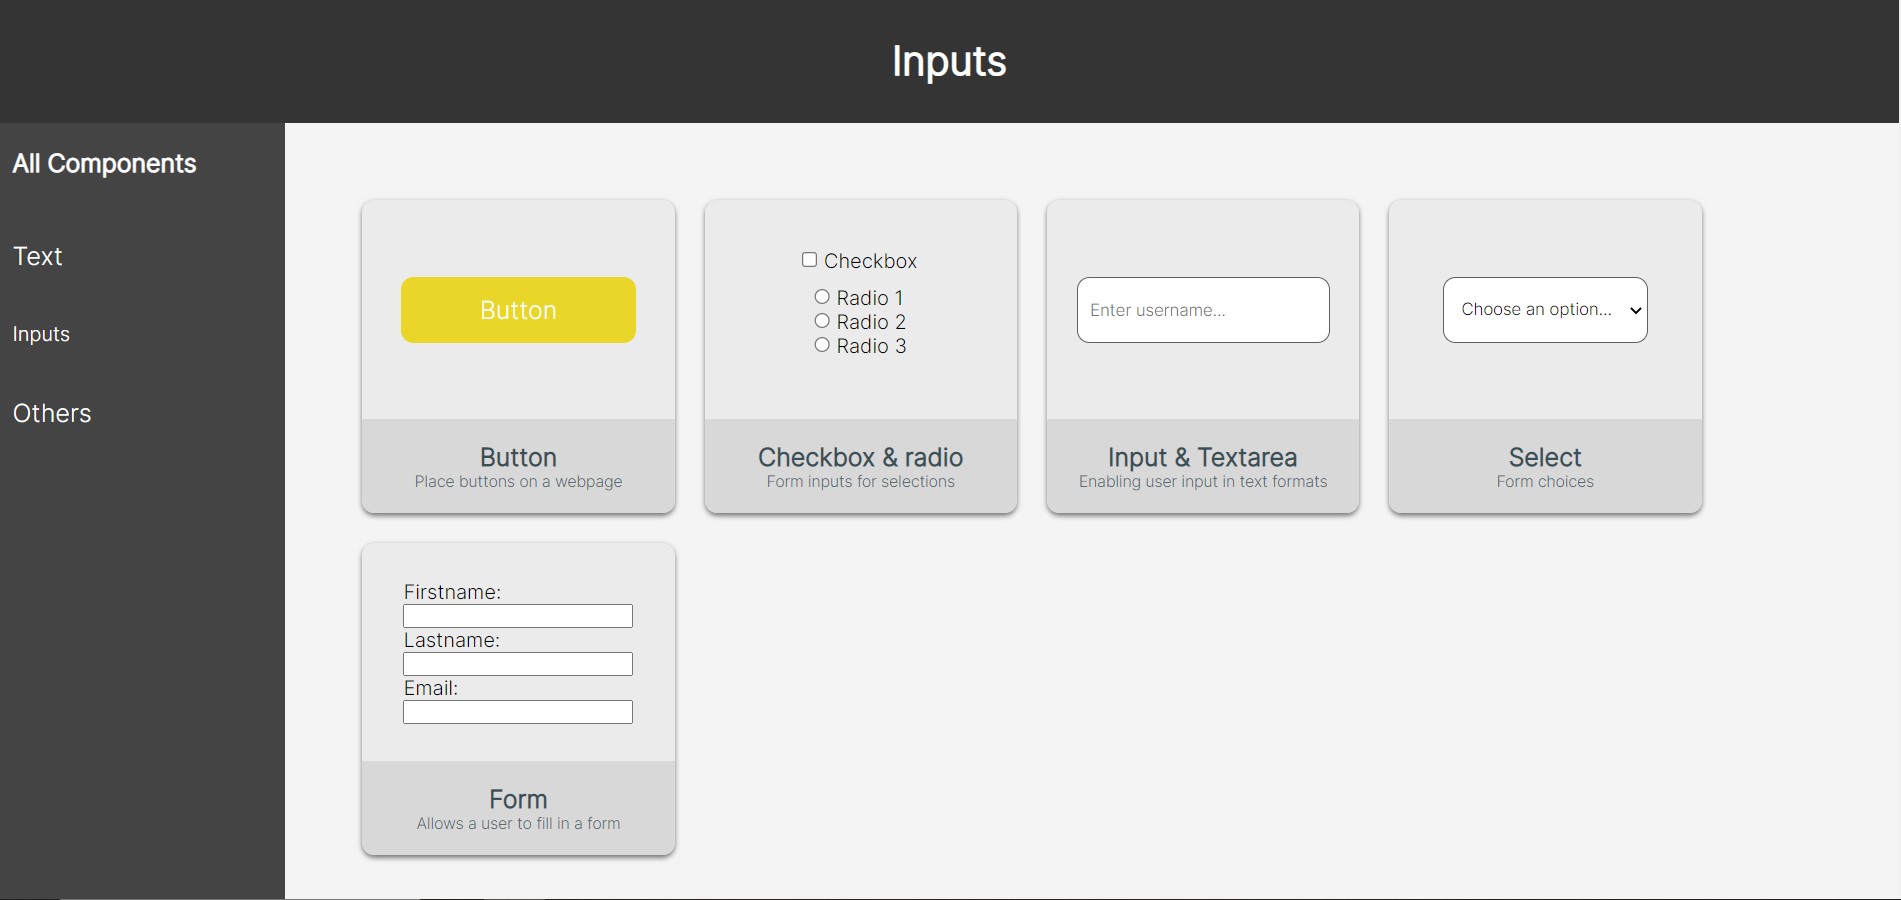 Inputs
All Components
Text
Inputs
Others
Button
Button
Place buttons on a webpage
Checkbox
Radio 1
Radio 2
Radio 3
Checkbox & radio
Form inputs for selections
Enter username...
Input & Textarea
Enabling user input in text formats
Choose an option...
Select
Form choices
Firstname:
Lastname:
Email:
Form
Allows a user to fill in a form